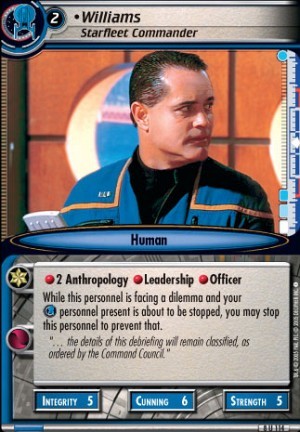 2 • Williams
Starfleet Commander
Human
2 Anthropology Leadership Officer
While this personnel is facing a dilemma and your
personnel present is about to be stopped, you may stop
this personnel to prevent that.
"... the details of this debriefing will remain classified, as
ordered by the Command Council."
INTEGRITY 5 CUNNING 6 STRENGTH 5